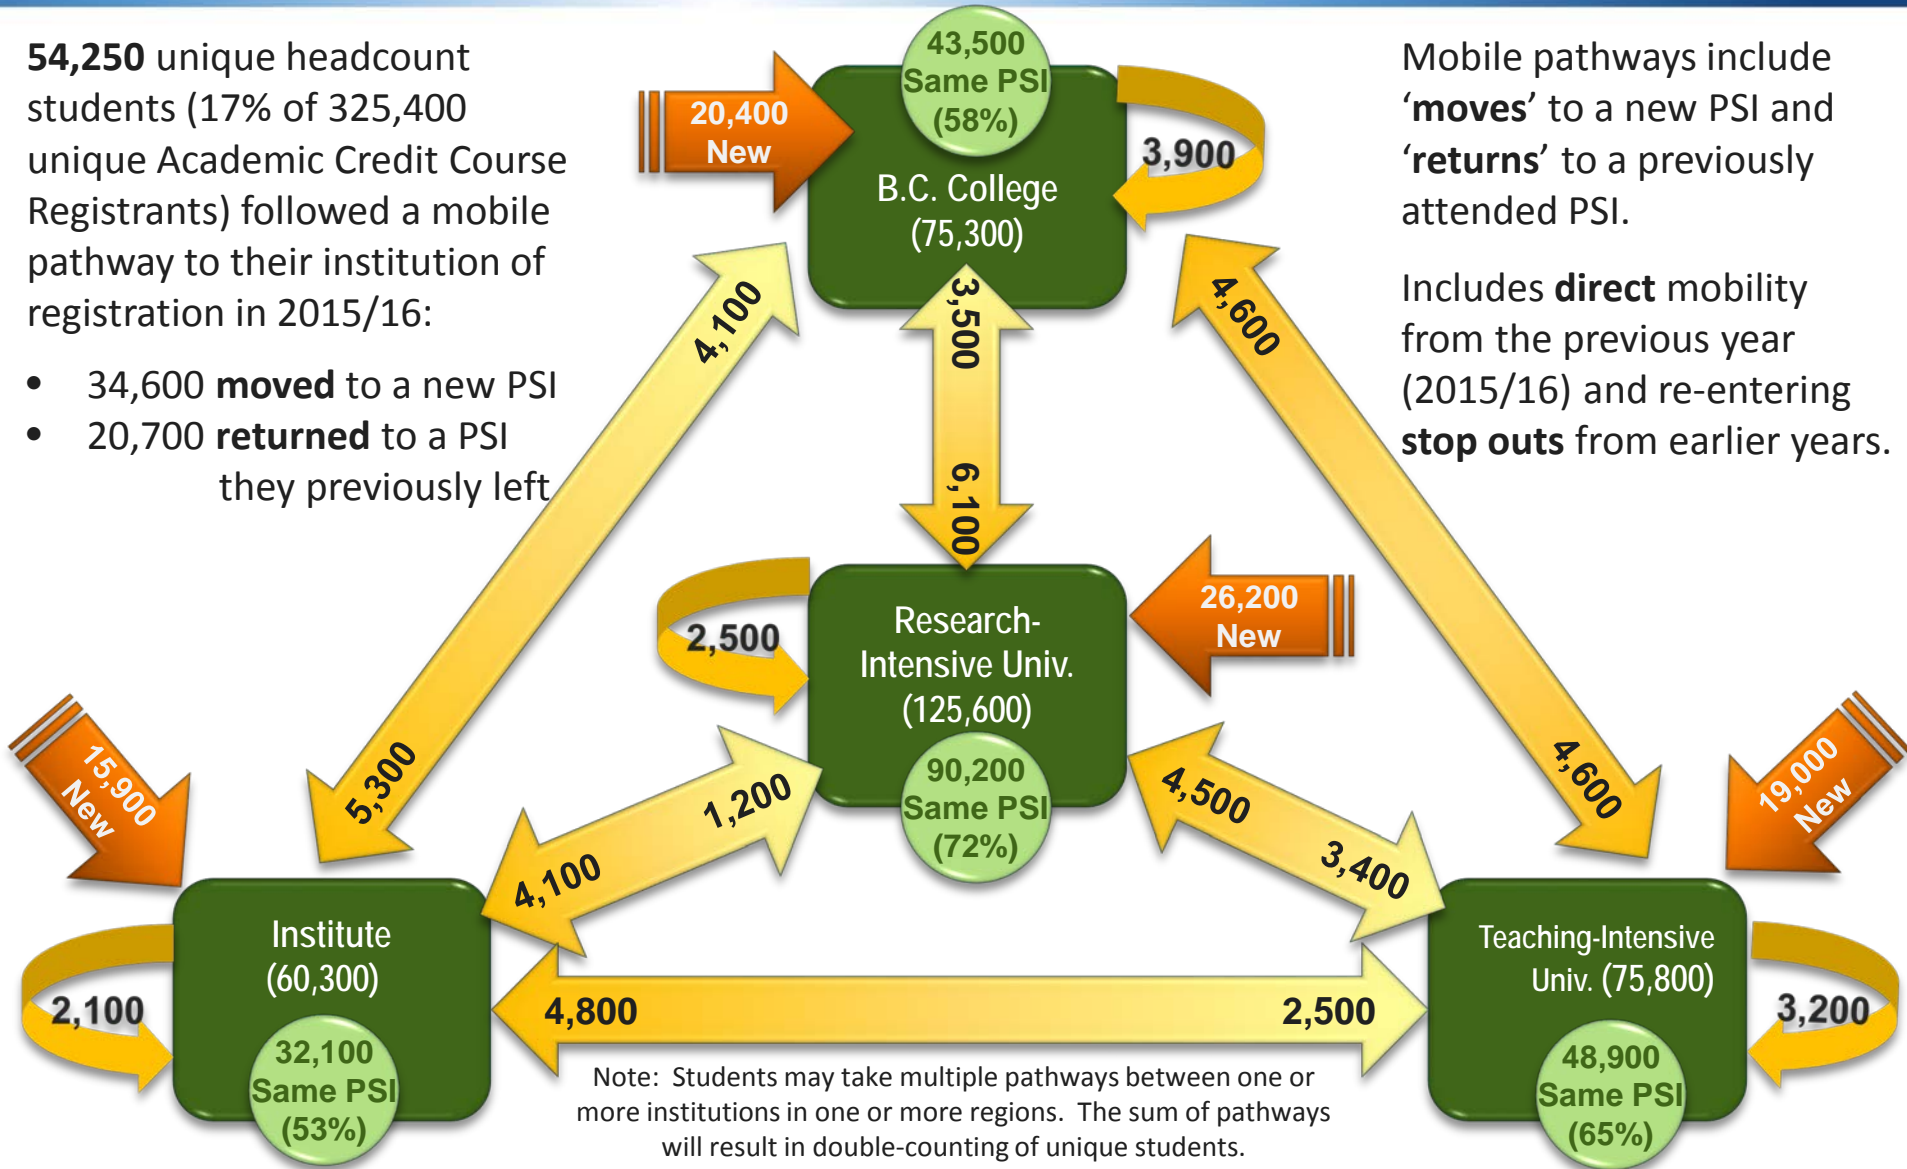 54,250 unique headcount
students (17% of 325,400
unique Academic Credit Course
Registrants) followed a mobile
pathway to their institution of
registration in 2015/16:
• 34,600 moved to a new PSI
• 20,700 returned to a PSI
they previously left
43,500
Same PSI
(58%)
B.C. College
(75,300)
20,400
New
3,900
Mobile pathways include
‘moves’ to a new PSI and
‘returns’ to a previously
attended PSI.
Includes direct mobility
from the previous year
(2015/16) and re-entering
stop outs from earlier years.
4,100
5,300
3,500
6,100
4,600
4,600
2,500
Research-
Intensive Univ.
(125,600)
90,200
Same PSI
(72%)
26,200
New
15,900
New
1,200
4,100
4,500
3,400
19,000
New
Institute
(60,300)
32,100
Same PSI
(53%)
2,100
4,800
2,500
Teaching-Intensive
Univ. (75,800)
48,900
Same PSI
(65%)
3,200
Note: Students may take multiple pathways between one or
more institutions in one or more regions. The sum of pathways
will result in double-counting of unique students.